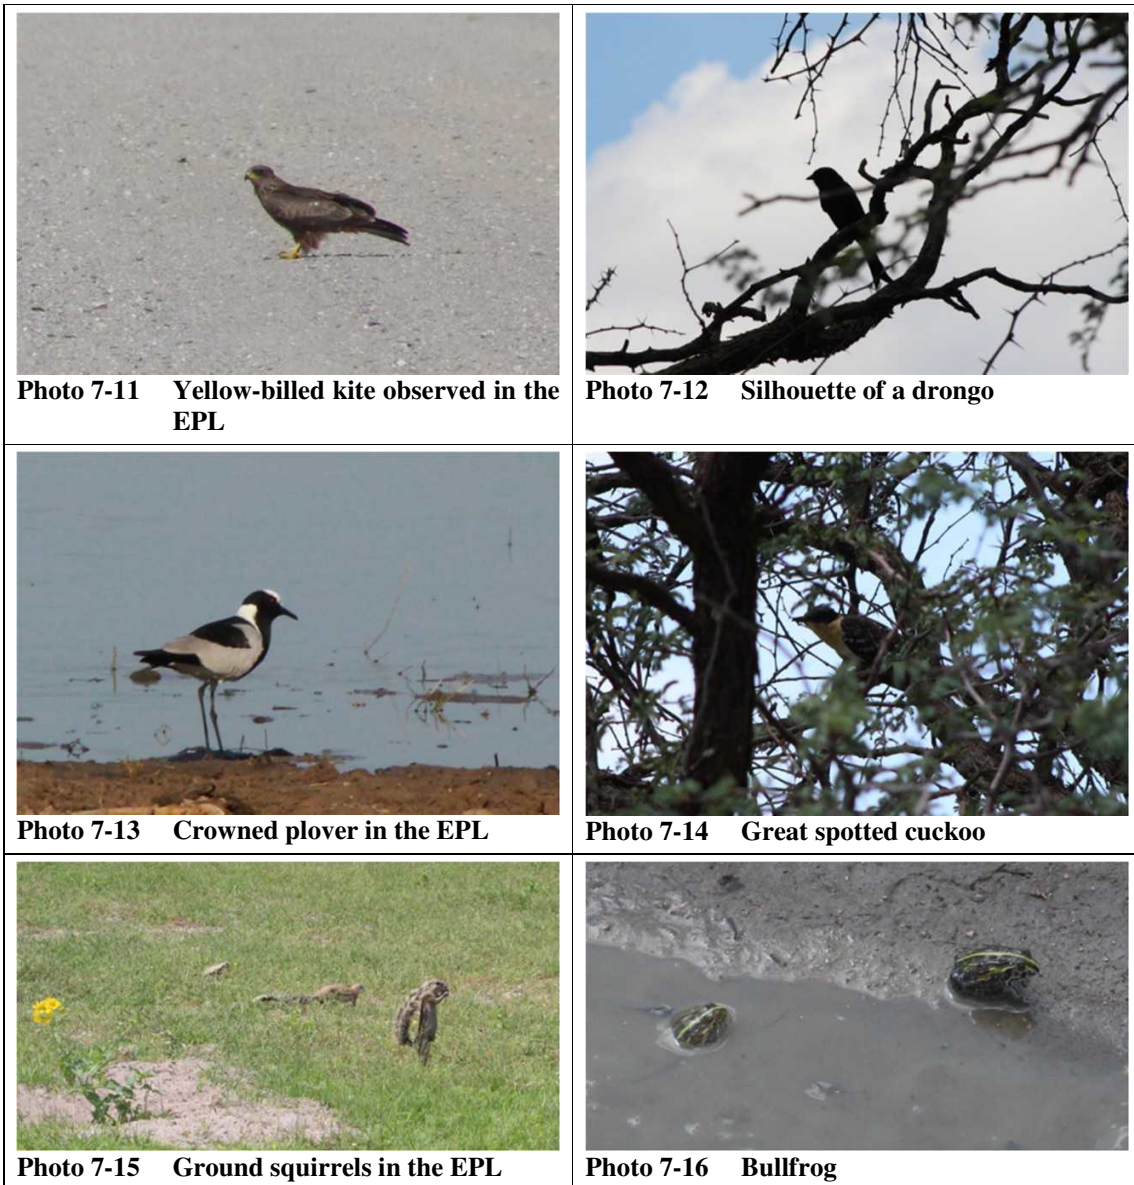 Photo 7-11 Yellow-billed kite observed in the
EPL
Photo 7-12 Silhouette of a drongo
Photo 7-13 Crowned plover in the EPL
Photo 7-14 Great spotted cuckoo
Photo 7-15 Ground squirrels in the EPL
Photo 7-16 Bullfrog